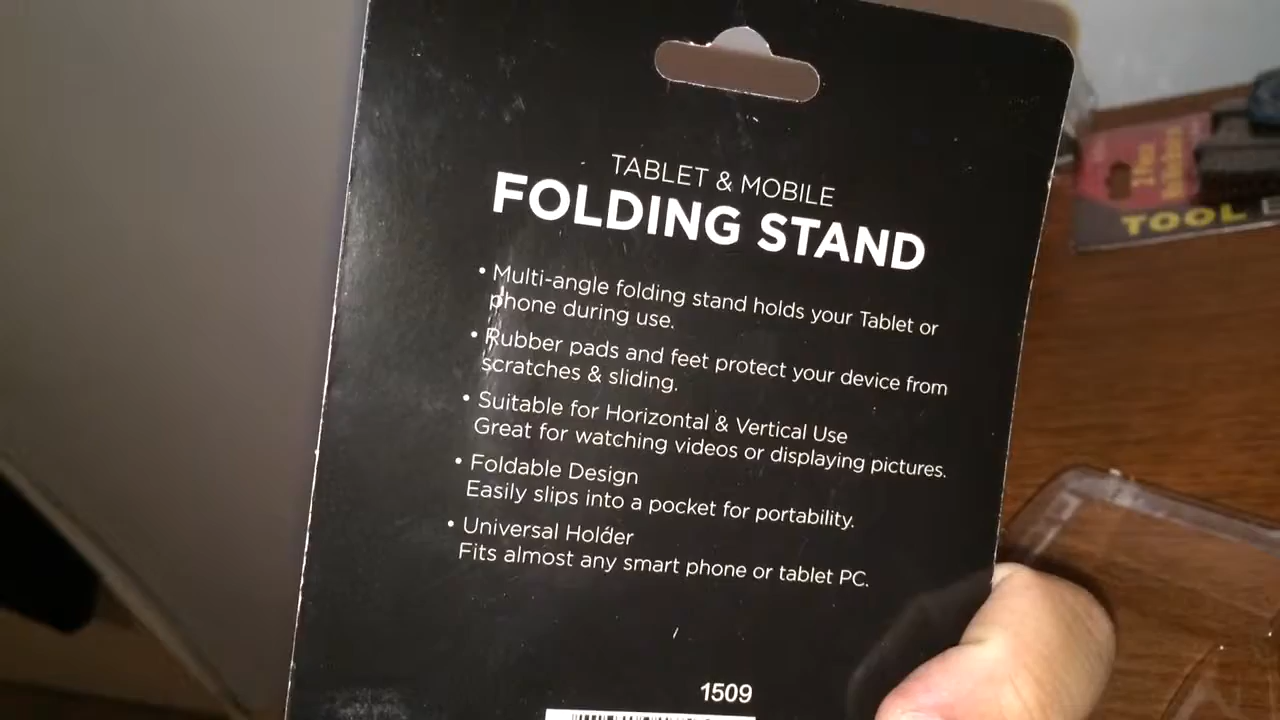 TABLET & MOBILE
FOLDING STAND
• Multi-angle folding stand holds your Tablet or
phone during use.
• Rubber pads and feet protect your device from
scratches & sliding.
• Suitable for Horizontal & Vertical Use
Great for watching videos or displaying pictures.
• Foldable Design
Easily slips into a pocket for portability.
• Universal Holder
Fits almost any smart phone or tablet PC.
1509
TOOL